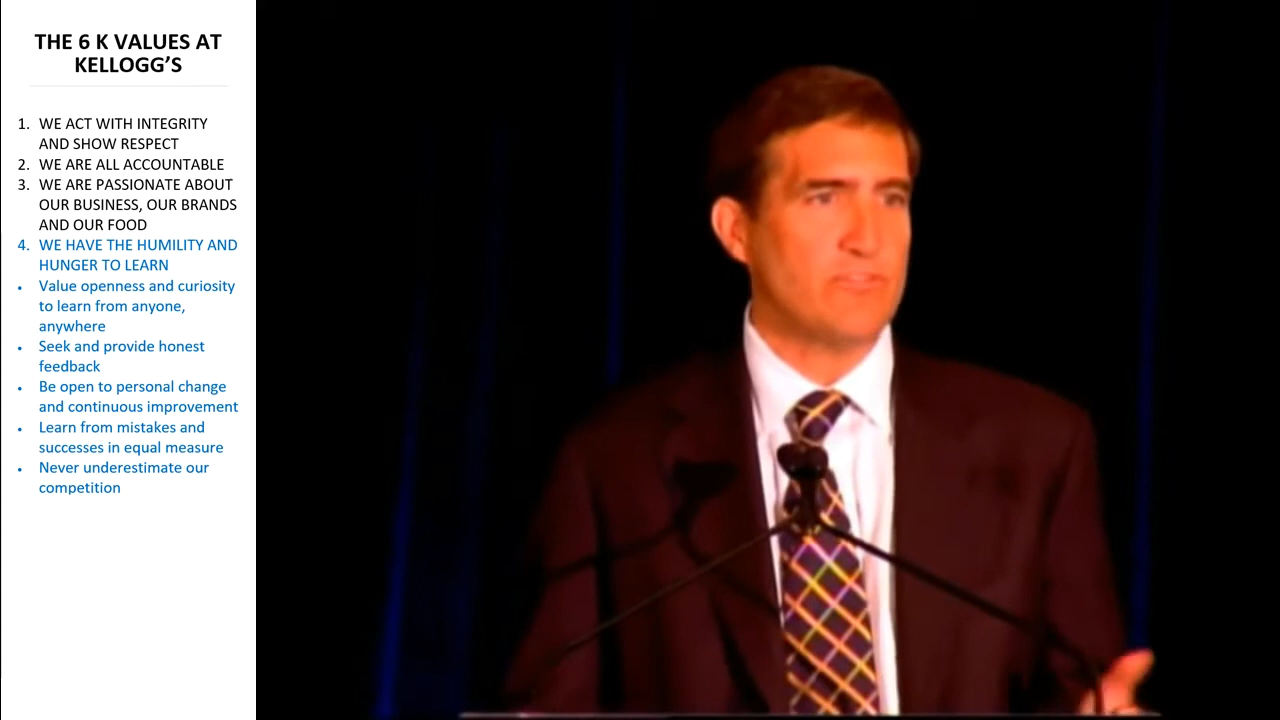 THE 6 K VALUES AT
KELLOGG’S
1. WE ACT WITH INTEGRITY
AND SHOW RESPECT
2. WE ARE ALL ACCOUNTABLE
3. WE ARE PASSIONATE ABOUT
OUR BUSINESS, OUR BRANDS
AND OUR FOOD
4. WE HAVE THE HUMILITY AND
HUNGER TO LEARN
• Value openness and curiosity
to learn from anyone,
anywhere
• Seek and provide honest
feedback
• Be open to personal change
and continuous improvement
• Learn from mistakes and
successes in equal measure
• Never underestimate our
competition